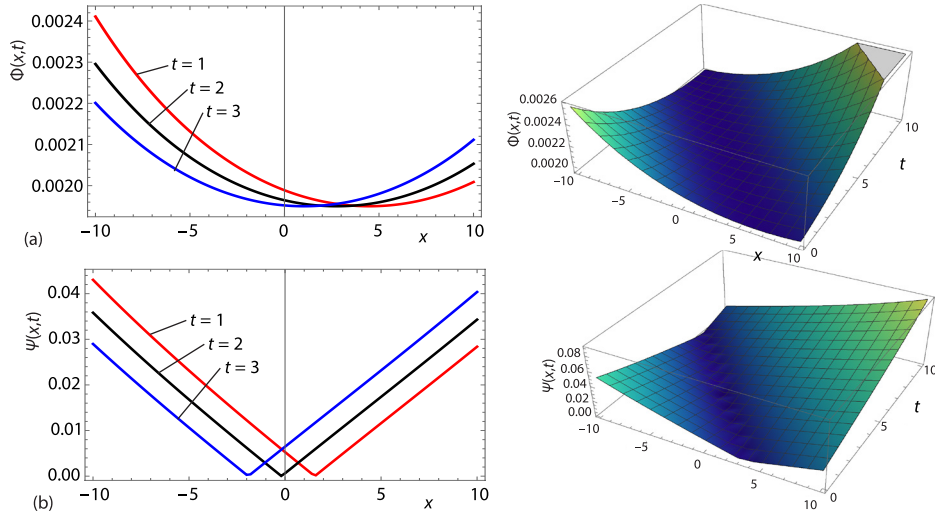 0.0024
0.0023
0.0022
0.0021
0.0020
Φ(x,t)
t = 1
t = 2
t = 3
−10 −5 0 5 10
x
(a)
0.0026
0.0024
0.0022
0.0020
Φ(x,t)
−10 −5 0 5 10
x
0 5 10
t
0.04
0.03
0.02
0.01
0.00
Ψ(x,t)
t = 1
t = 2
t = 3
−10 −5 0 5 10
x
(b)
0.08
0.06
0.04
0.02
0.00
Ψ(x,t)
−10 −5 0 5 10
x
0 5 10
t